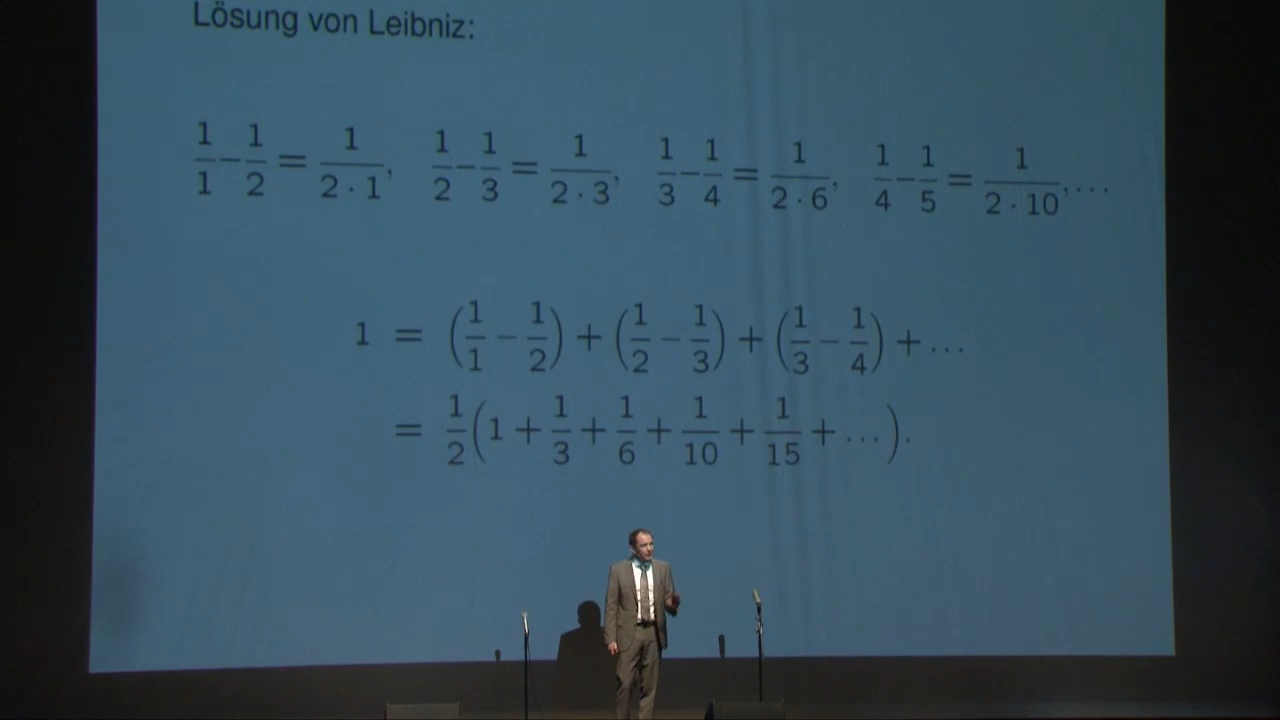 Lösung von Leibniz:
1/1 − 1/2 = 1/(2 · 1), 1/2 − 1/3 = 1/(2 · 3), 1/3 − 1/4 = 1/(2 · 6), 1/4 − 1/5 = 1/(2 · 10), ...
1 = (1/1 − 1/2) + (1/2 − 1/3) + (1/3 − 1/4) + ...
= 1/2 (1 + 1/3 + 1/6 + 1/10 + 1/15 + ...).